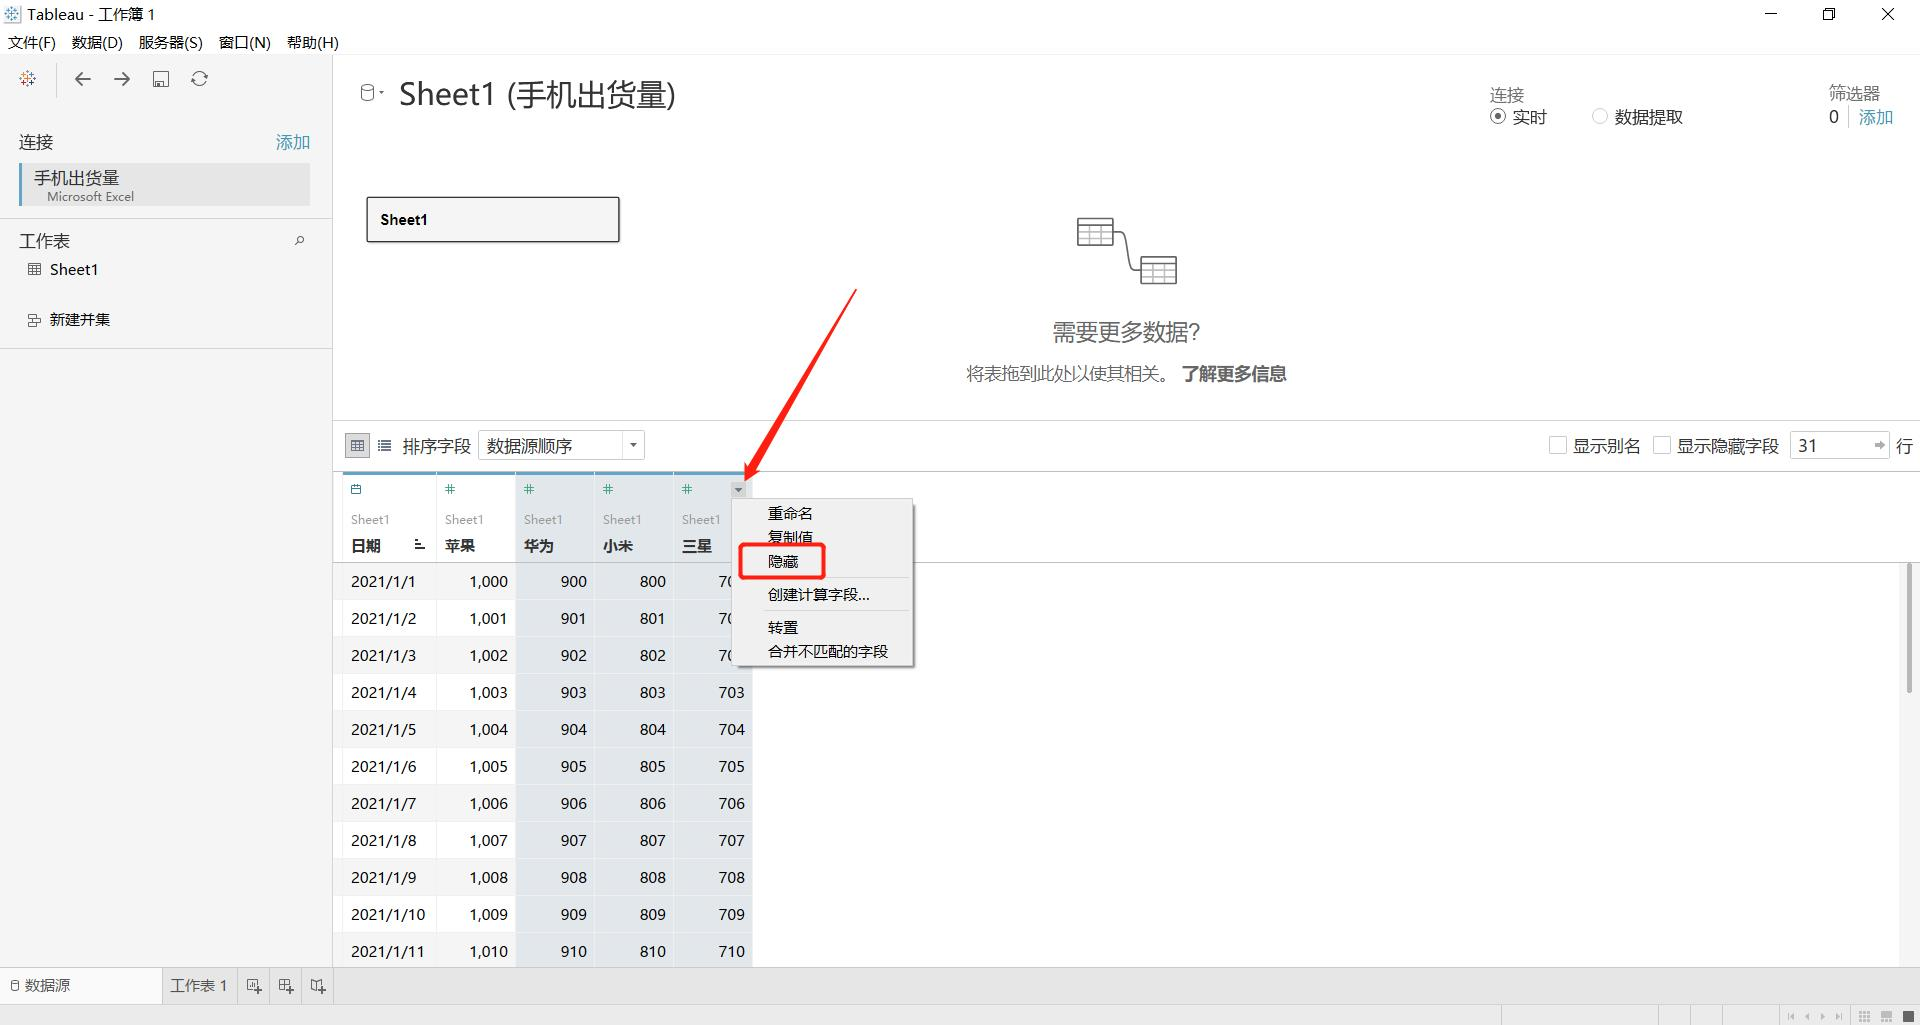 Tableau - 工作簿 1
文件(F) 数据(D) 服务器(S) 窗口(N) 帮助(H)
连接 添加
手机出货量
Microsoft Excel
工作表
Sheet1
新建并集
Sheet1 (手机出货量)
连接
实时 数据提取
筛选器
0 添加
Sheet1
需要更多数据?
将表拖到此处以使其相关。 了解更多信息
排序字段 数据源顺序 显示别名 显示隐藏字段 31 行
Sheet1 Sheet1 Sheet1 Sheet1 Sheet1
日期 苹果 华为 小米 三星
2021/1/1 1,000 900 800 70
2021/1/2 1,001 901 801 70
2021/1/3 1,002 902 802 70
2021/1/4 1,003 903 803 703
2021/1/5 1,004 904 804 704
2021/1/6 1,005 905 805 705
2021/1/7 1,006 906 806 706
2021/1/8 1,007 907 807 707
2021/1/9 1,008 908 808 708
2021/1/10 1,009 909 809 709
2021/1/11 1,010 910 810 710
重命名
复制值
隐藏
创建计算字段...
转置
合并不匹配的字段
数据源 工作表 1